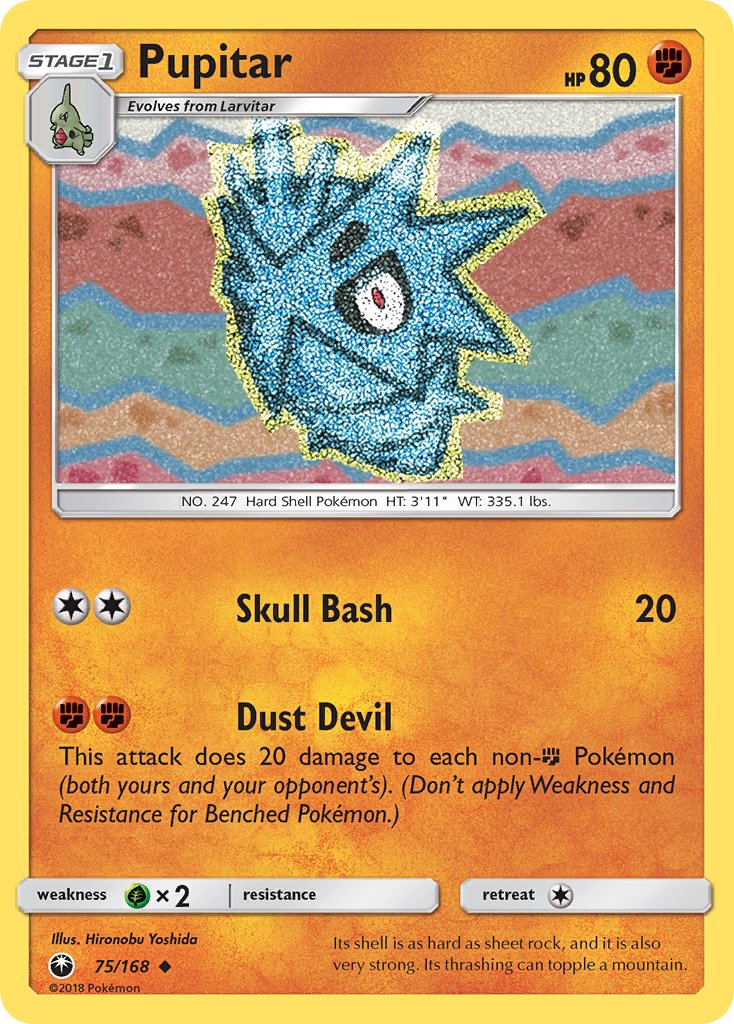 STAGE1
Pupitar
HP 80
Evolves from Larvitar
NO. 247 Hard Shell Pokémon HT: 3'11" WT: 335.1 lbs.
Skull Bash 20
Dust Devil
This attack does 20 damage to each non- Pokémon
(both yours and your opponent's). (Don't apply Weakness and
Resistance for Benched Pokémon.)
weakness ×2 resistance retreat
Illus. Hironobu Yoshida
75/168
©2018 Pokémon
Its shell is as hard as sheet rock, and it is also
very strong. Its thrashing can topple a mountain.